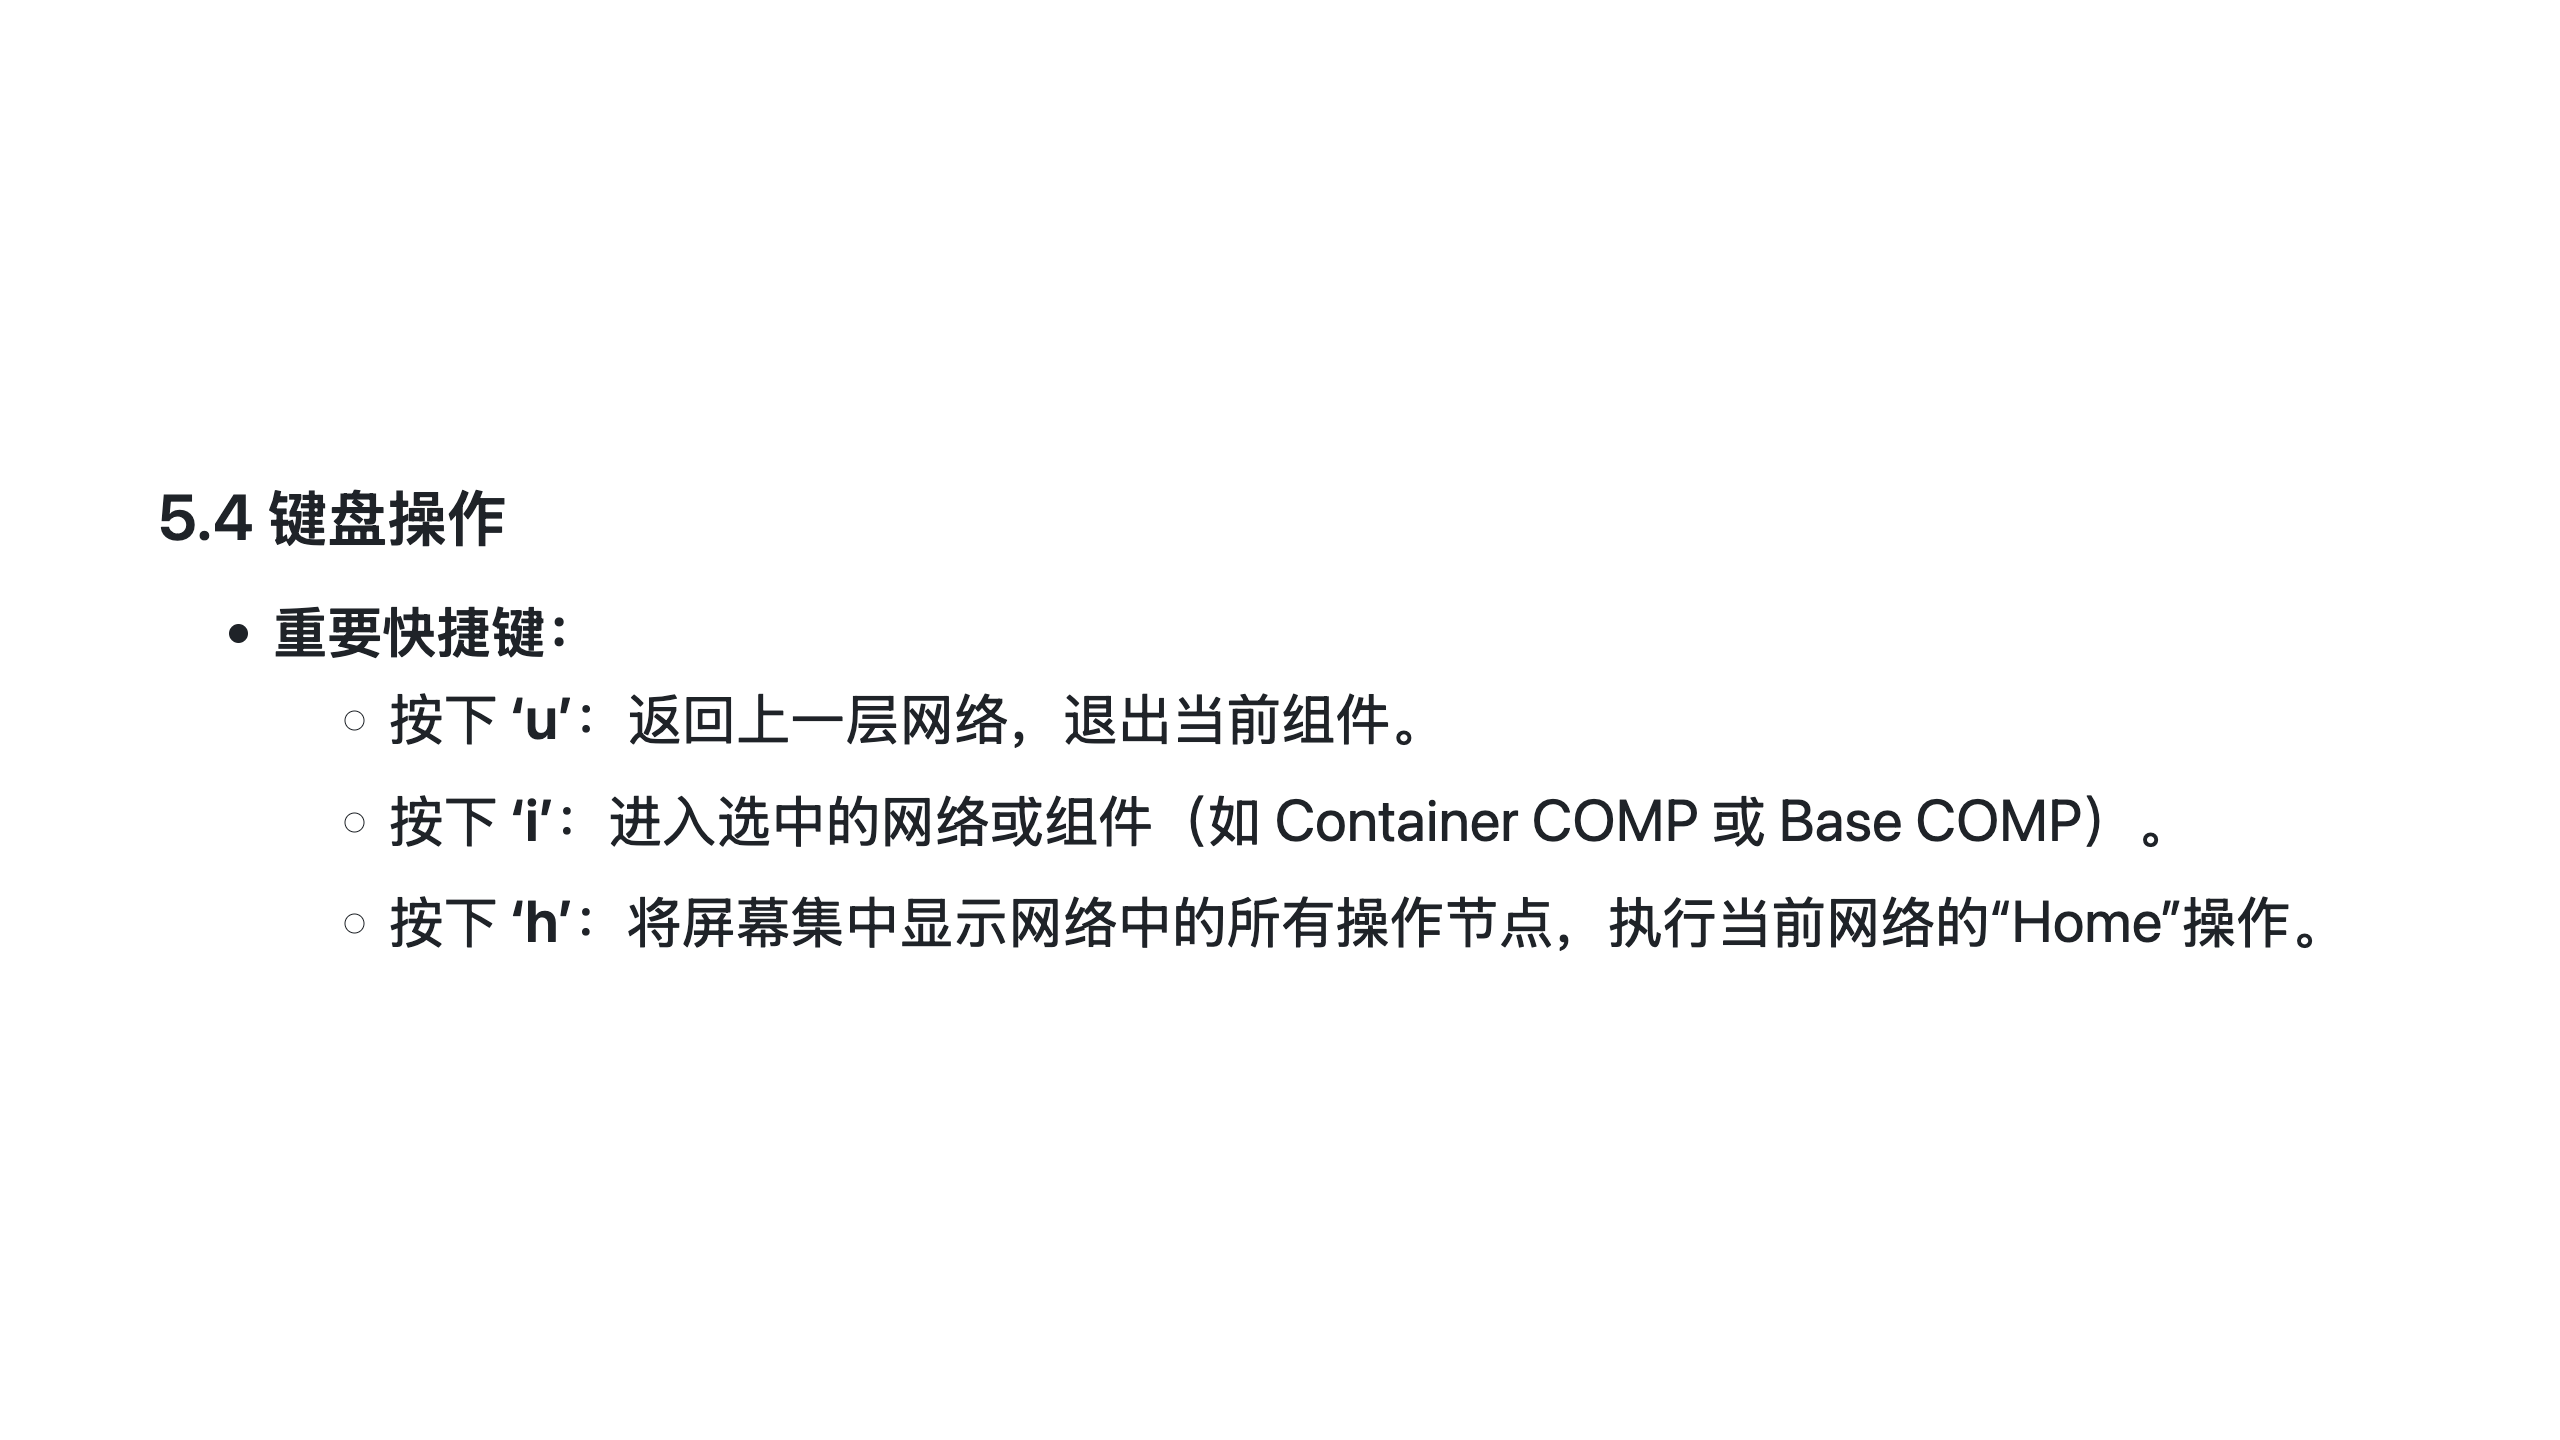 5.4 键盘操作
• 重要快捷键：
○ 按下 ‘u’：返回上一层网络，退出当前组件。
○ 按下 ‘i’：进入选中的网络或组件（如 Container COMP 或 Base COMP）。
○ 按下 ‘h’：将屏幕集中显示网络中的所有操作节点，执行当前网络的“Home”操作。